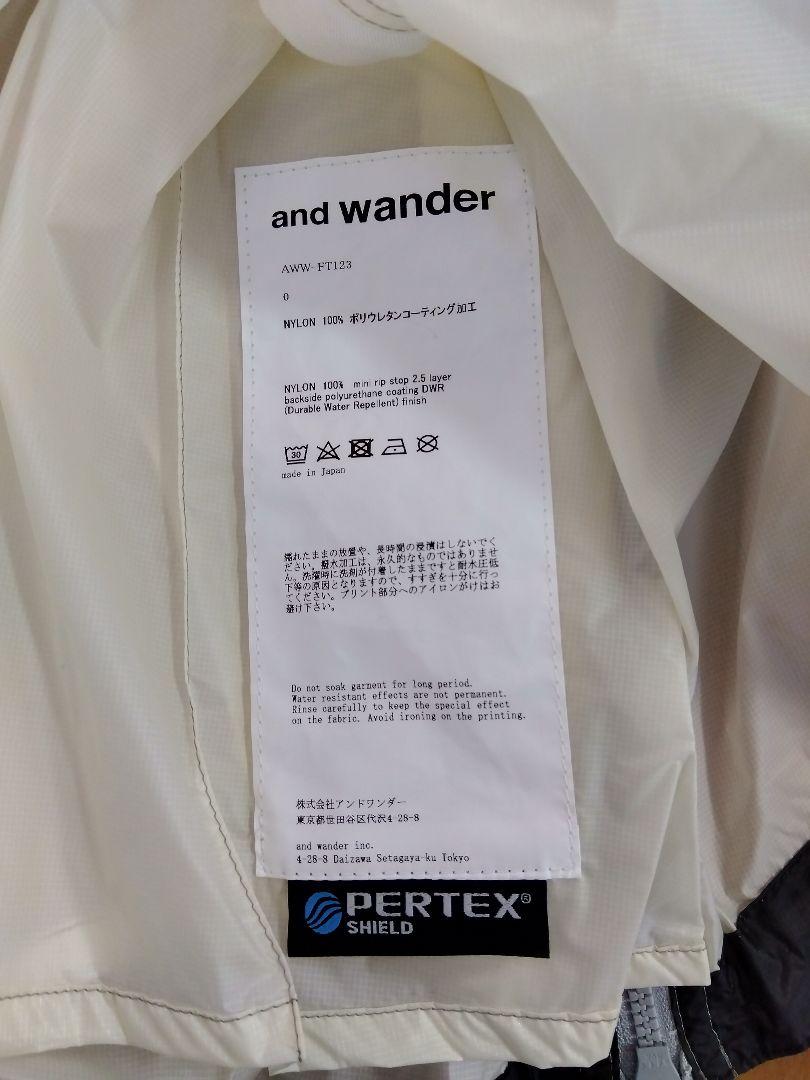 and wander
AWW-FT123
0
NYLON 100% ポリウレタンコーティング加工
NYLON 100% mini rip stop 2.5 layer
backside polyurethane coating DWR
(Durable Water Repellent) finish
30
made in Japan
濡れたままの放置や、長時間の浸漬はしないでく
ださい。撥水加工は、永久的なものではありませ
ん。洗濯時に洗剤が付着したままですと耐水圧低
下等の原因となりますので、すすぎを十分に行っ
てください。プリント部分へのアイロンがけはお
避け下さい。
Do not soak garment for long period.
Water resistant effects are not permanent.
Rinse carefully to keep the special effect
on the fabric. Avoid ironing on the printing.
株式会社アンドワンダー
東京都世田谷区代沢4-28-8
and wander inc.
4-28-8 Daizawa Setagaya-ku Tokyo
PERTEX®
SHIELD